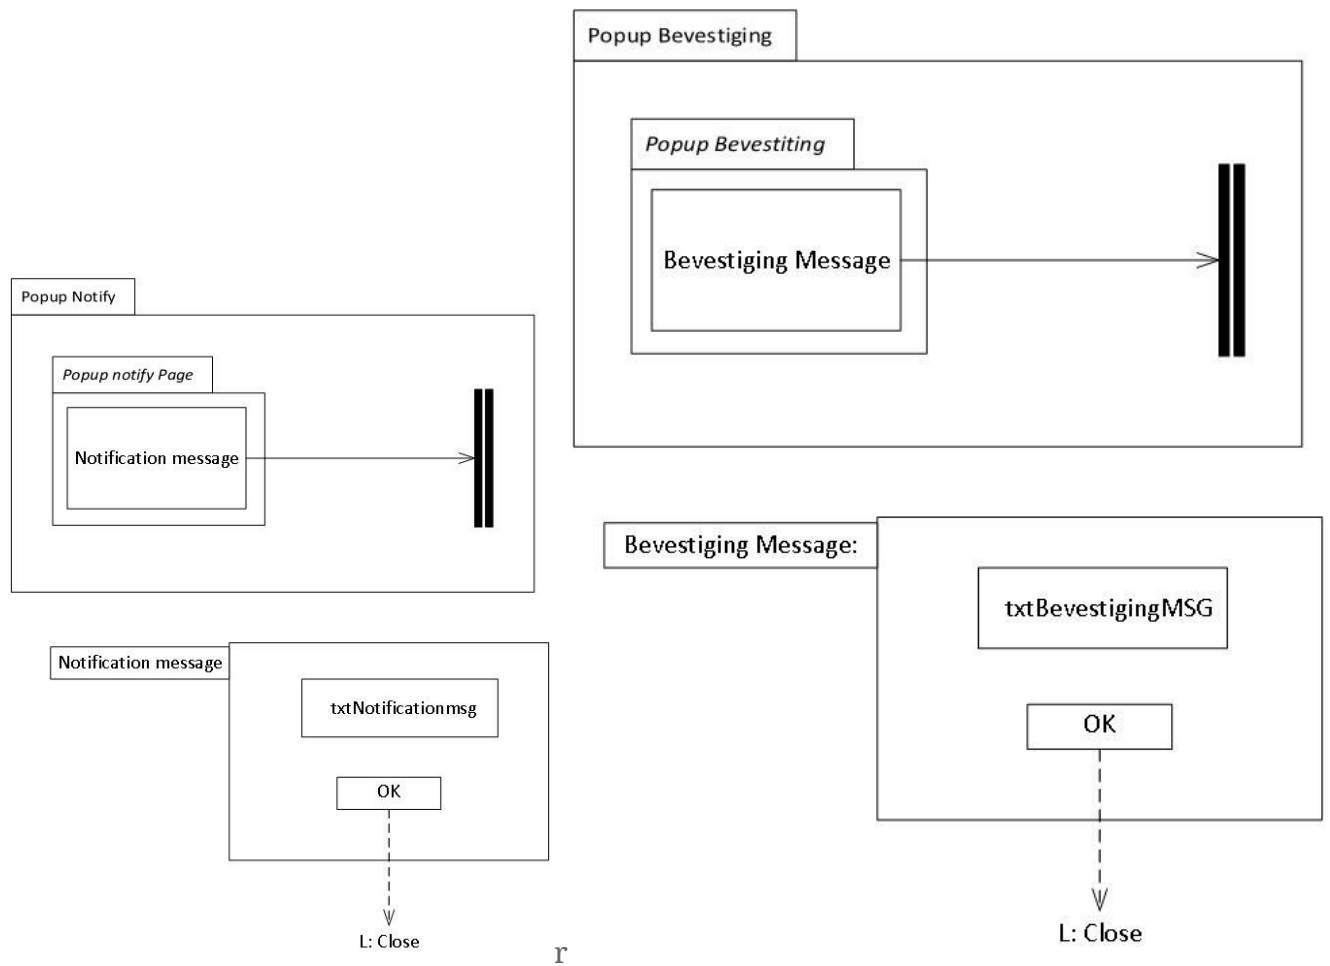 Popup Bevestiging
Popup Bevestiting
Bevestiging Message
Popup Notify
Popup notify Page
Notification message
Bevestiging Message:
txtBevestigingMSG
OK
L: Close
Notification message
txtNotificationmsg
OK
L: Close
r